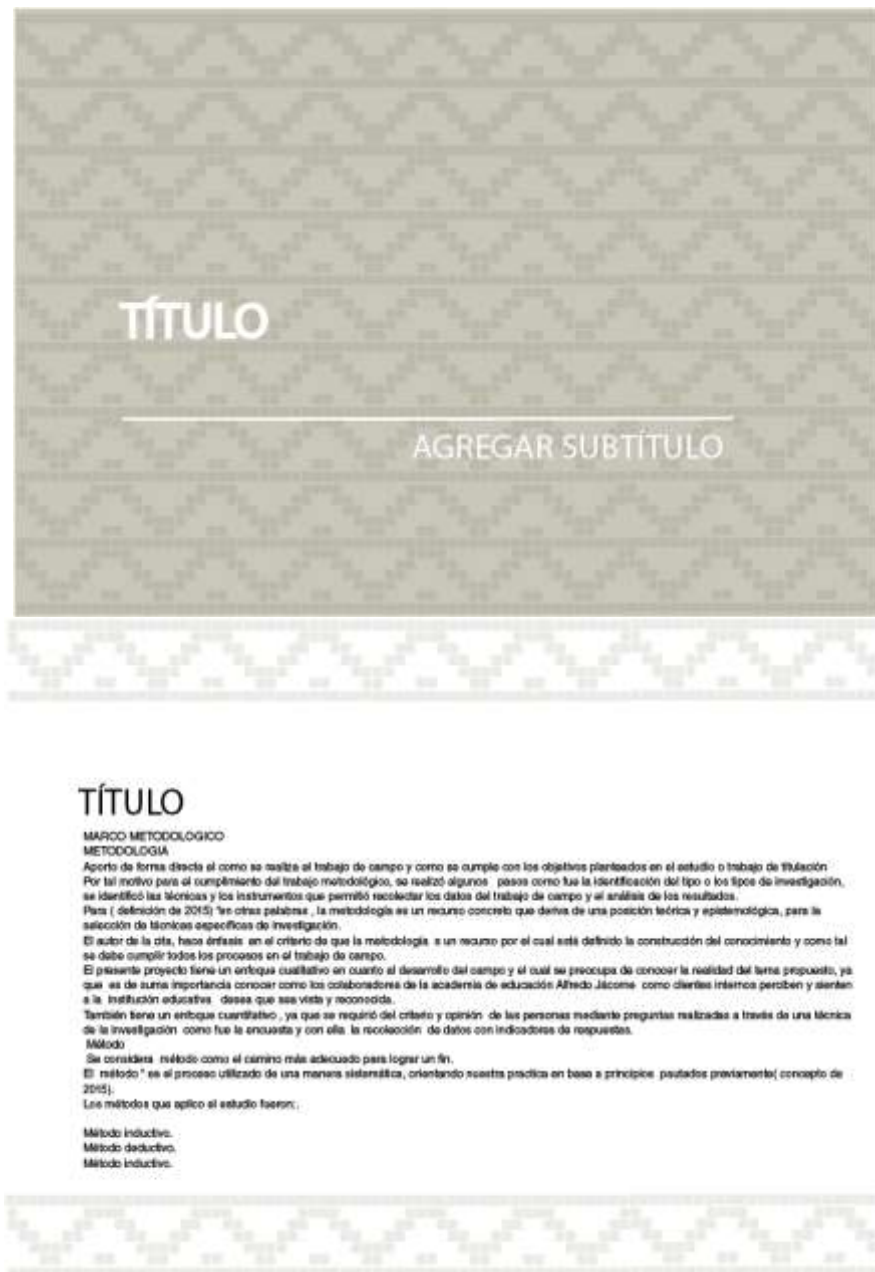 TÍTULO
AGREGAR SUBTÍTULO
TÍTULO
MARCO METODOLOGICO
METODOLOGIA
Aporto de forma directa el como se realiza el trabajo de campo y como se cumple con los objetivos planteados en el estudio o trabajo de titulación
Por tal motivo para el cumplimiento del trabajo metodológico, se realizó algunos pasos como fue la identificación del tipo o los tipos de investigación,
se identificó las técnicas y los instrumentos que permitió recolectar los datos del trabajo de campo y el análisis de los resultados.
Para ( definición de 2015) "en otras palabras , la metodología es un recurso concreto que deriva de una posición teórica y epistemológica, para la
selección de técnicas específicas de investigación.
El autor de la cita, hace énfasis en el criterio de que la metodología s un recurso por el cual está definido la construcción del conocimiento y como tal
se debe cumplir todos los procesos en el trabajo de campo.
El presente proyecto tiene un enfoque cualitativo en cuanto al desarrollo del campo y el cual se preocupa de conocer la realidad del tema propuesto, ya
que es de suma importancia conocer como los colaboradores de la academia de educación Alfredo Jácome como clientes internos perciben y sienten
a la institución educativa desea que sea vista y reconocida.
También tiene un enfoque cuantitativo , ya que se requirió del criterio y opinión de las personas mediante preguntas realizadas a través de una técnica
de la investigación como fue la encuesta y con ella la recolección de datos con indicadores de respuestas.
Método
Se considera método como el camino más adecuado para lograr un fin.
El método " es el proceso utilizado de una manera sistemática, orientando nuestra practica en base a principios pautados previamente( concepto de
2015).
Los métodos que aplico el estudio fueron:.
Método inductivo.
Método deductivo.
Método inductivo.